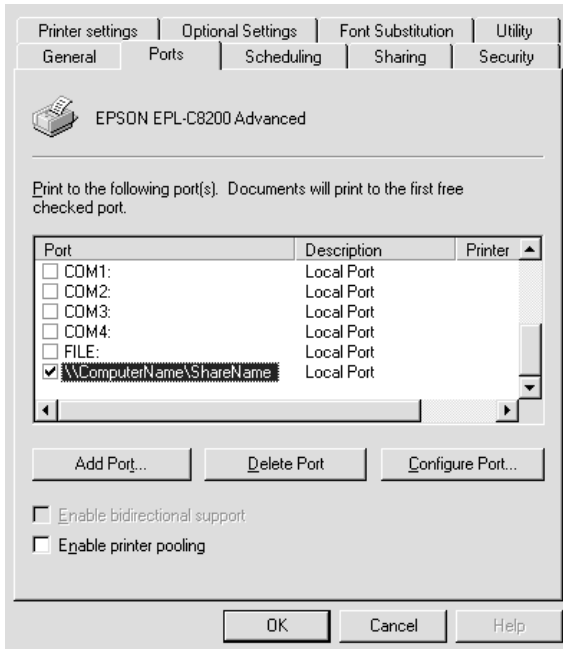 Printer settings Optional Settings Font Substitution Utility
General Ports Scheduling Sharing Security
EPSON EPL-C8200 Advanced
Print to the following port(s). Documents will print to the first free
checked port.
Port Description Printer
COM1: Local Port
COM2: Local Port
COM3: Local Port
COM4: Local Port
FILE: Local Port
\\ComputerName\ShareName Local Port
Add Port... Delete Port Configure Port...
Enable bidirectional support
Enable printer pooling
OK Cancel Help